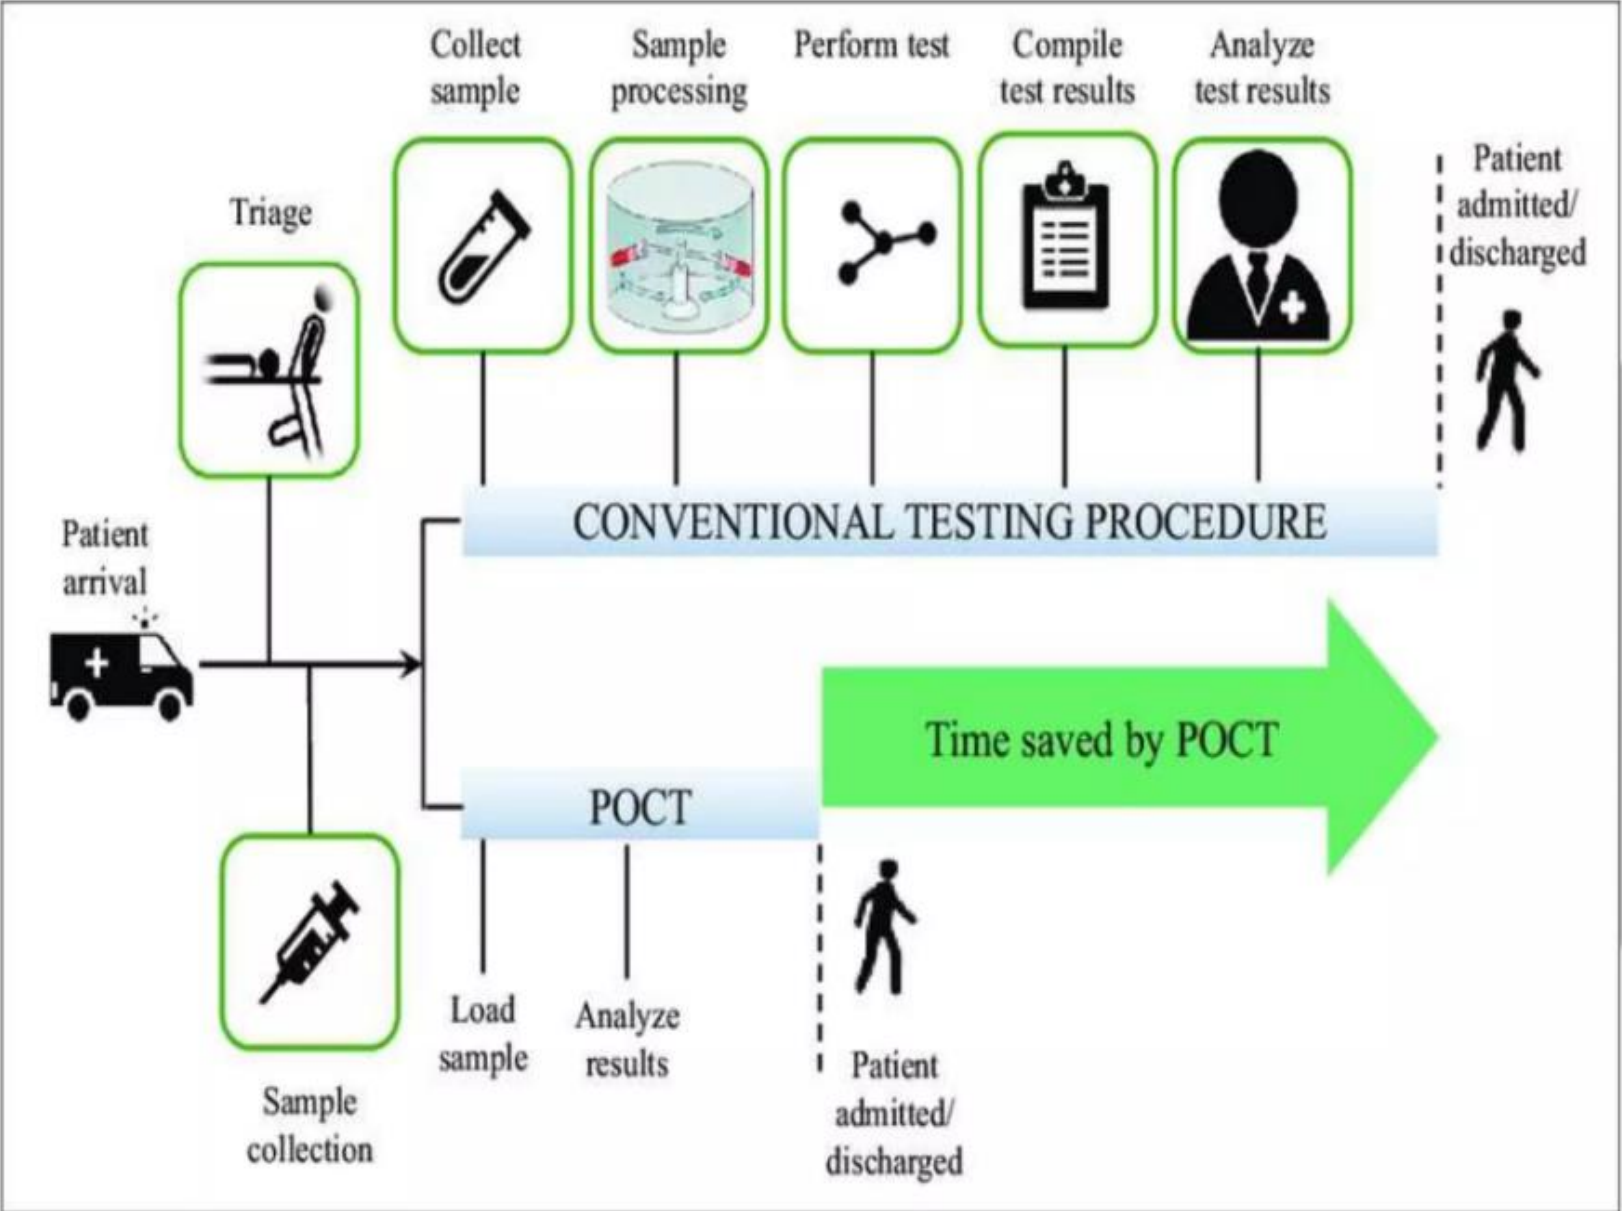 Collect
sample
Sample
processing
Perform test
Compile
test results
Analyze
test results
Patient
admitted/
discharged
Triage
Patient
arrival
CONVENTIONAL TESTING PROCEDURE
Time saved by POCT
POCT
Load
sample
Analyze
results
Patient
admitted/
discharged
Sample
collection